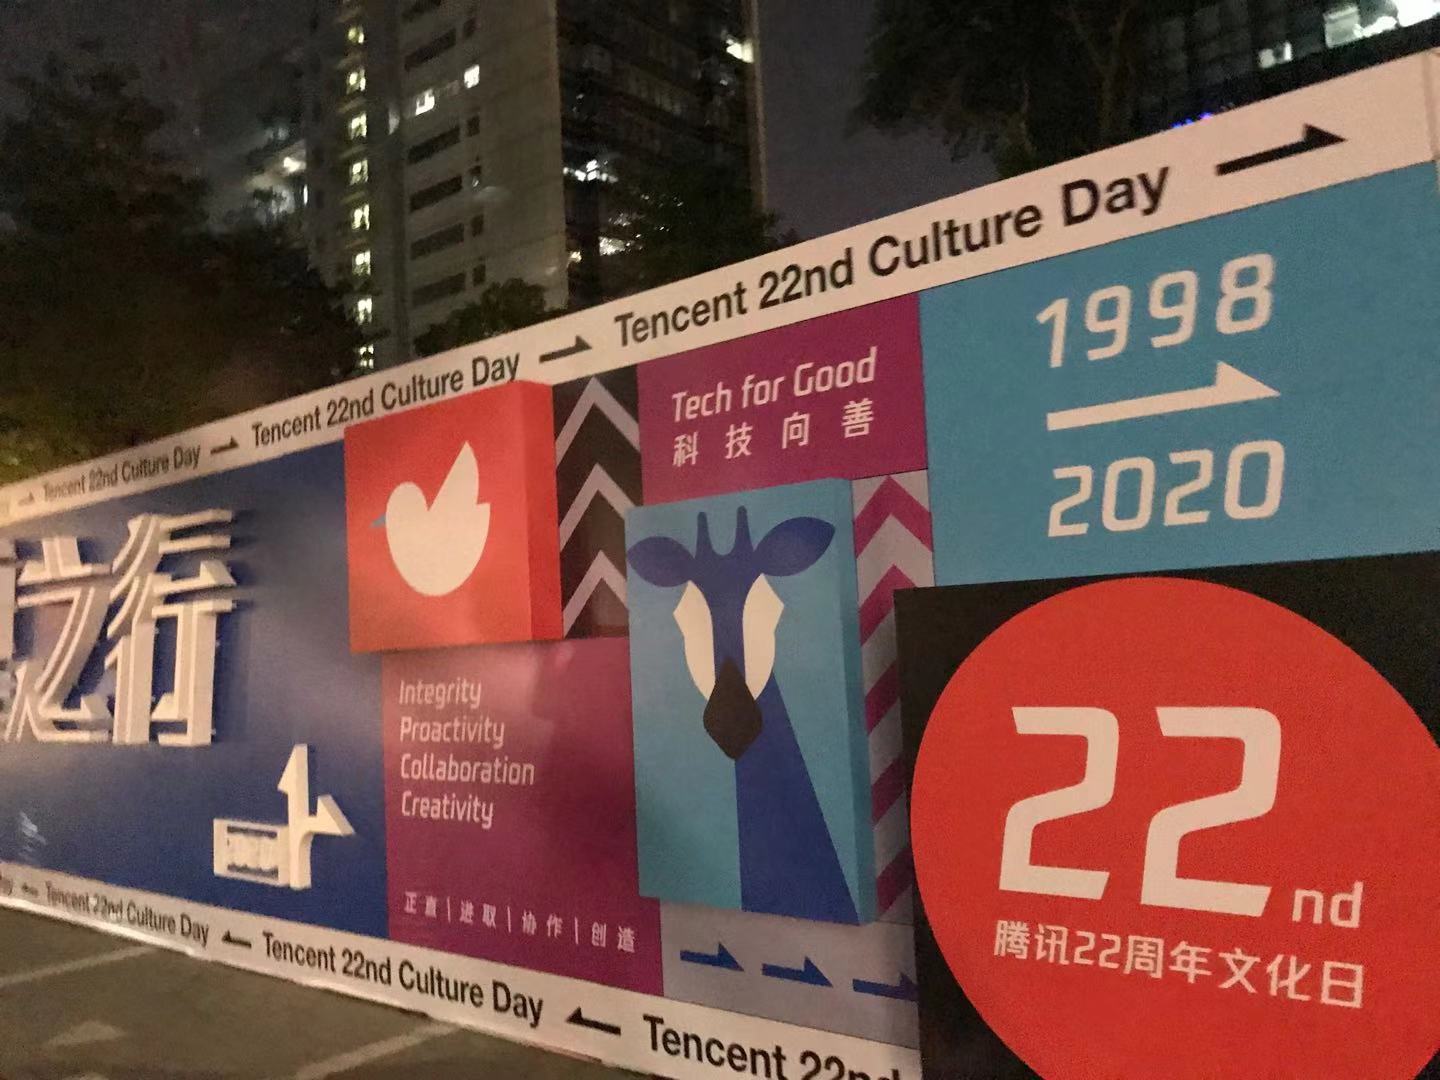 Tencent 22nd Culture Day
Tencent 22nd Culture Day
Tencent 22nd Culture Day
之行
Tech for Good
科技向善
1998
2020
Integrity
Proactivity
Collaboration
Creativity
正直|进取|协作|创造
22nd
腾讯22周年文化日
Day
Tencent 22nd Culture Day
Tencent 22nd Culture Day
Tencent 22nd